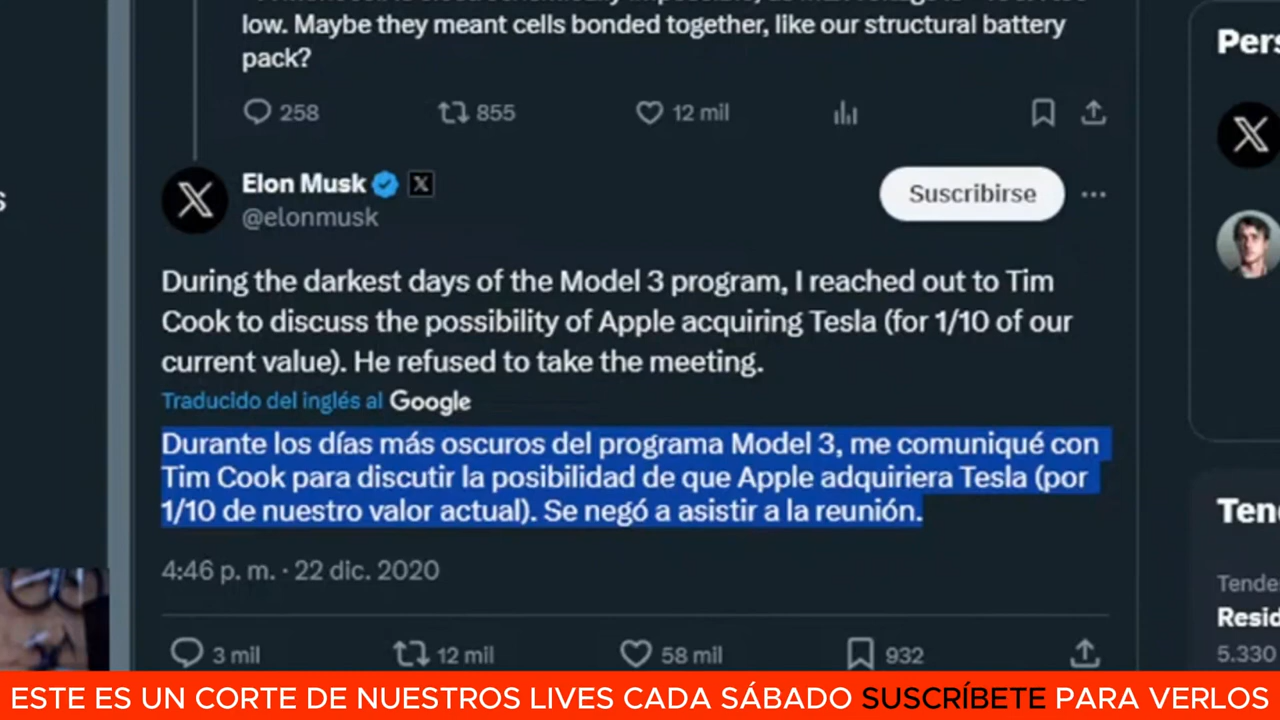 low. Maybe they meant cells bonded together, like our structural battery
pack?
258 855 12 mil
Elon Musk
@elonmusk
Suscribirse
During the darkest days of the Model 3 program, I reached out to Tim
Cook to discuss the possibility of Apple acquiring Tesla (for 1/10 of our
current value). He refused to take the meeting.
Traducido del inglés al Google
Durante los días más oscuros del programa Model 3, me comuniqué con
Tim Cook para discutir la posibilidad de que Apple adquiriera Tesla (por
1/10 de nuestro valor actual). Se negó a asistir a la reunión.
4:46 p. m. · 22 dic. 2020
3 mil 12 mil 58 mil 932
Pers
Ten
Tende
Resid
5.330
ESTE ES UN CORTE DE NUESTROS LIVES CADA SÁBADO SUSCRÍBETE PARA VERLOS